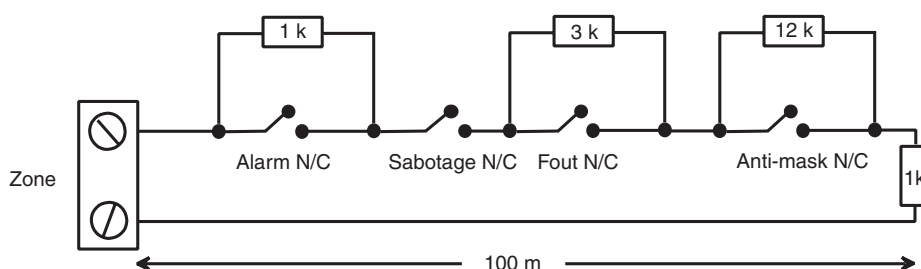 1 k
3 k
12 k
Alarm N/C
Sabotage N/C
Fout N/C
Anti-mask N/C
Zone
1k
100 m